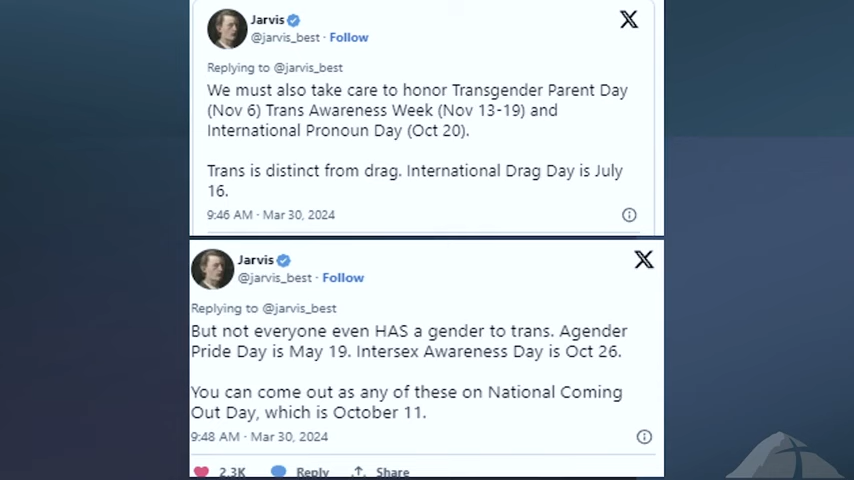 Jarvis
@jarvis_best · Follow
Replying to @jarvis_best
We must also take care to honor Transgender Parent Day
(Nov 6) Trans Awareness Week (Nov 13-19) and
International Pronoun Day (Oct 20).
Trans is distinct from drag. International Drag Day is July
16.
9:46 AM · Mar 30, 2024
Jarvis
@jarvis_best · Follow
Replying to @jarvis_best
But not everyone even HAS a gender to trans. Agender
Pride Day is May 19. Intersex Awareness Day is Oct 26.
You can come out as any of these on National Coming
Out Day, which is October 11.
9:48 AM · Mar 30, 2024
2.3K Reply Share